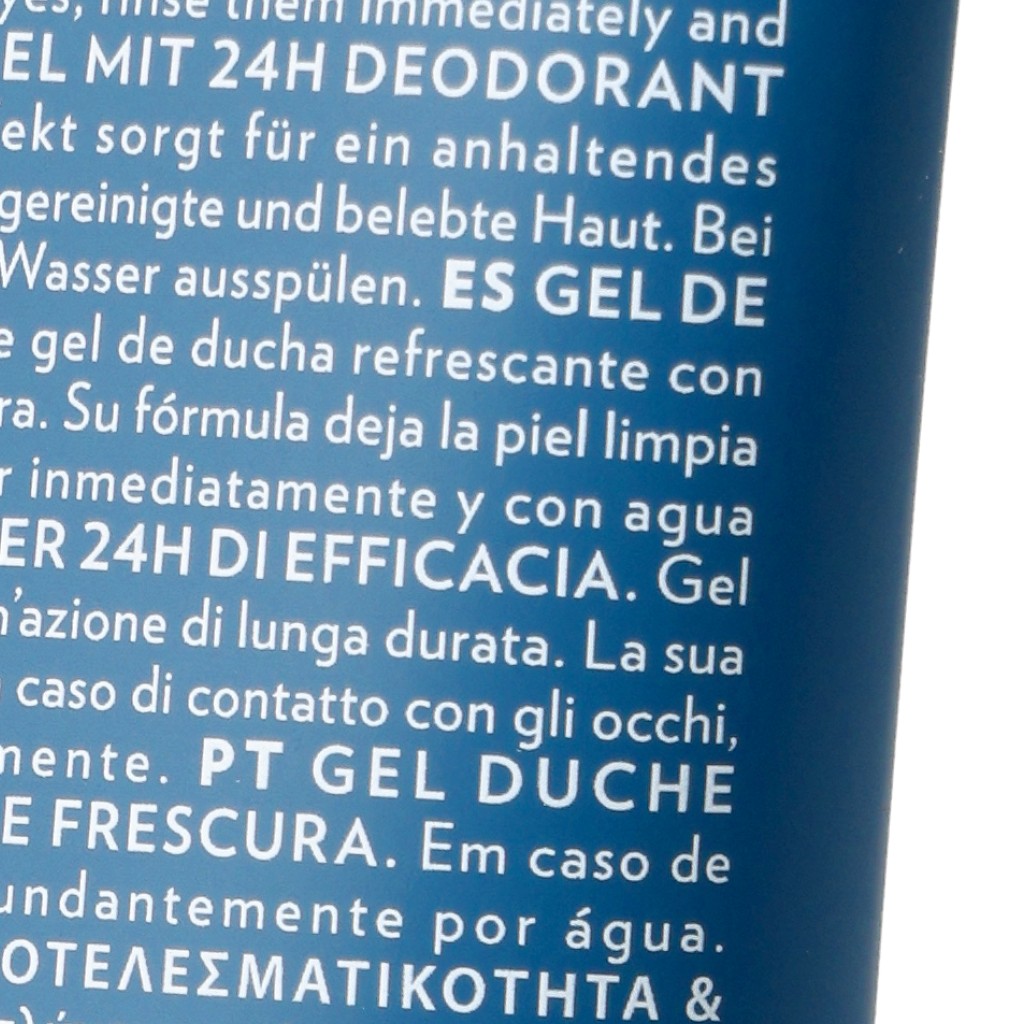 rinse them immediately and
EL MIT 24H DEODORANT
ekt sorgt für ein anhaltendes
gereinigte und belebte Haut. Bei
Wasser ausspülen. ES GEL DE
e gel de ducha refrescante con
ra. Su fórmula deja la piel limpia
r inmediatamente y con agua
ER 24H DI EFFICACIA. Gel
n'azione di lunga durata. La sua
caso di contatto con gli occhi,
mente. PT GEL DUCHE
E FRESCURA. Em caso de
undantemente por água.
ΟΤΕΛΕΣΜΑΤΙΚΟΤΗΤΑ &